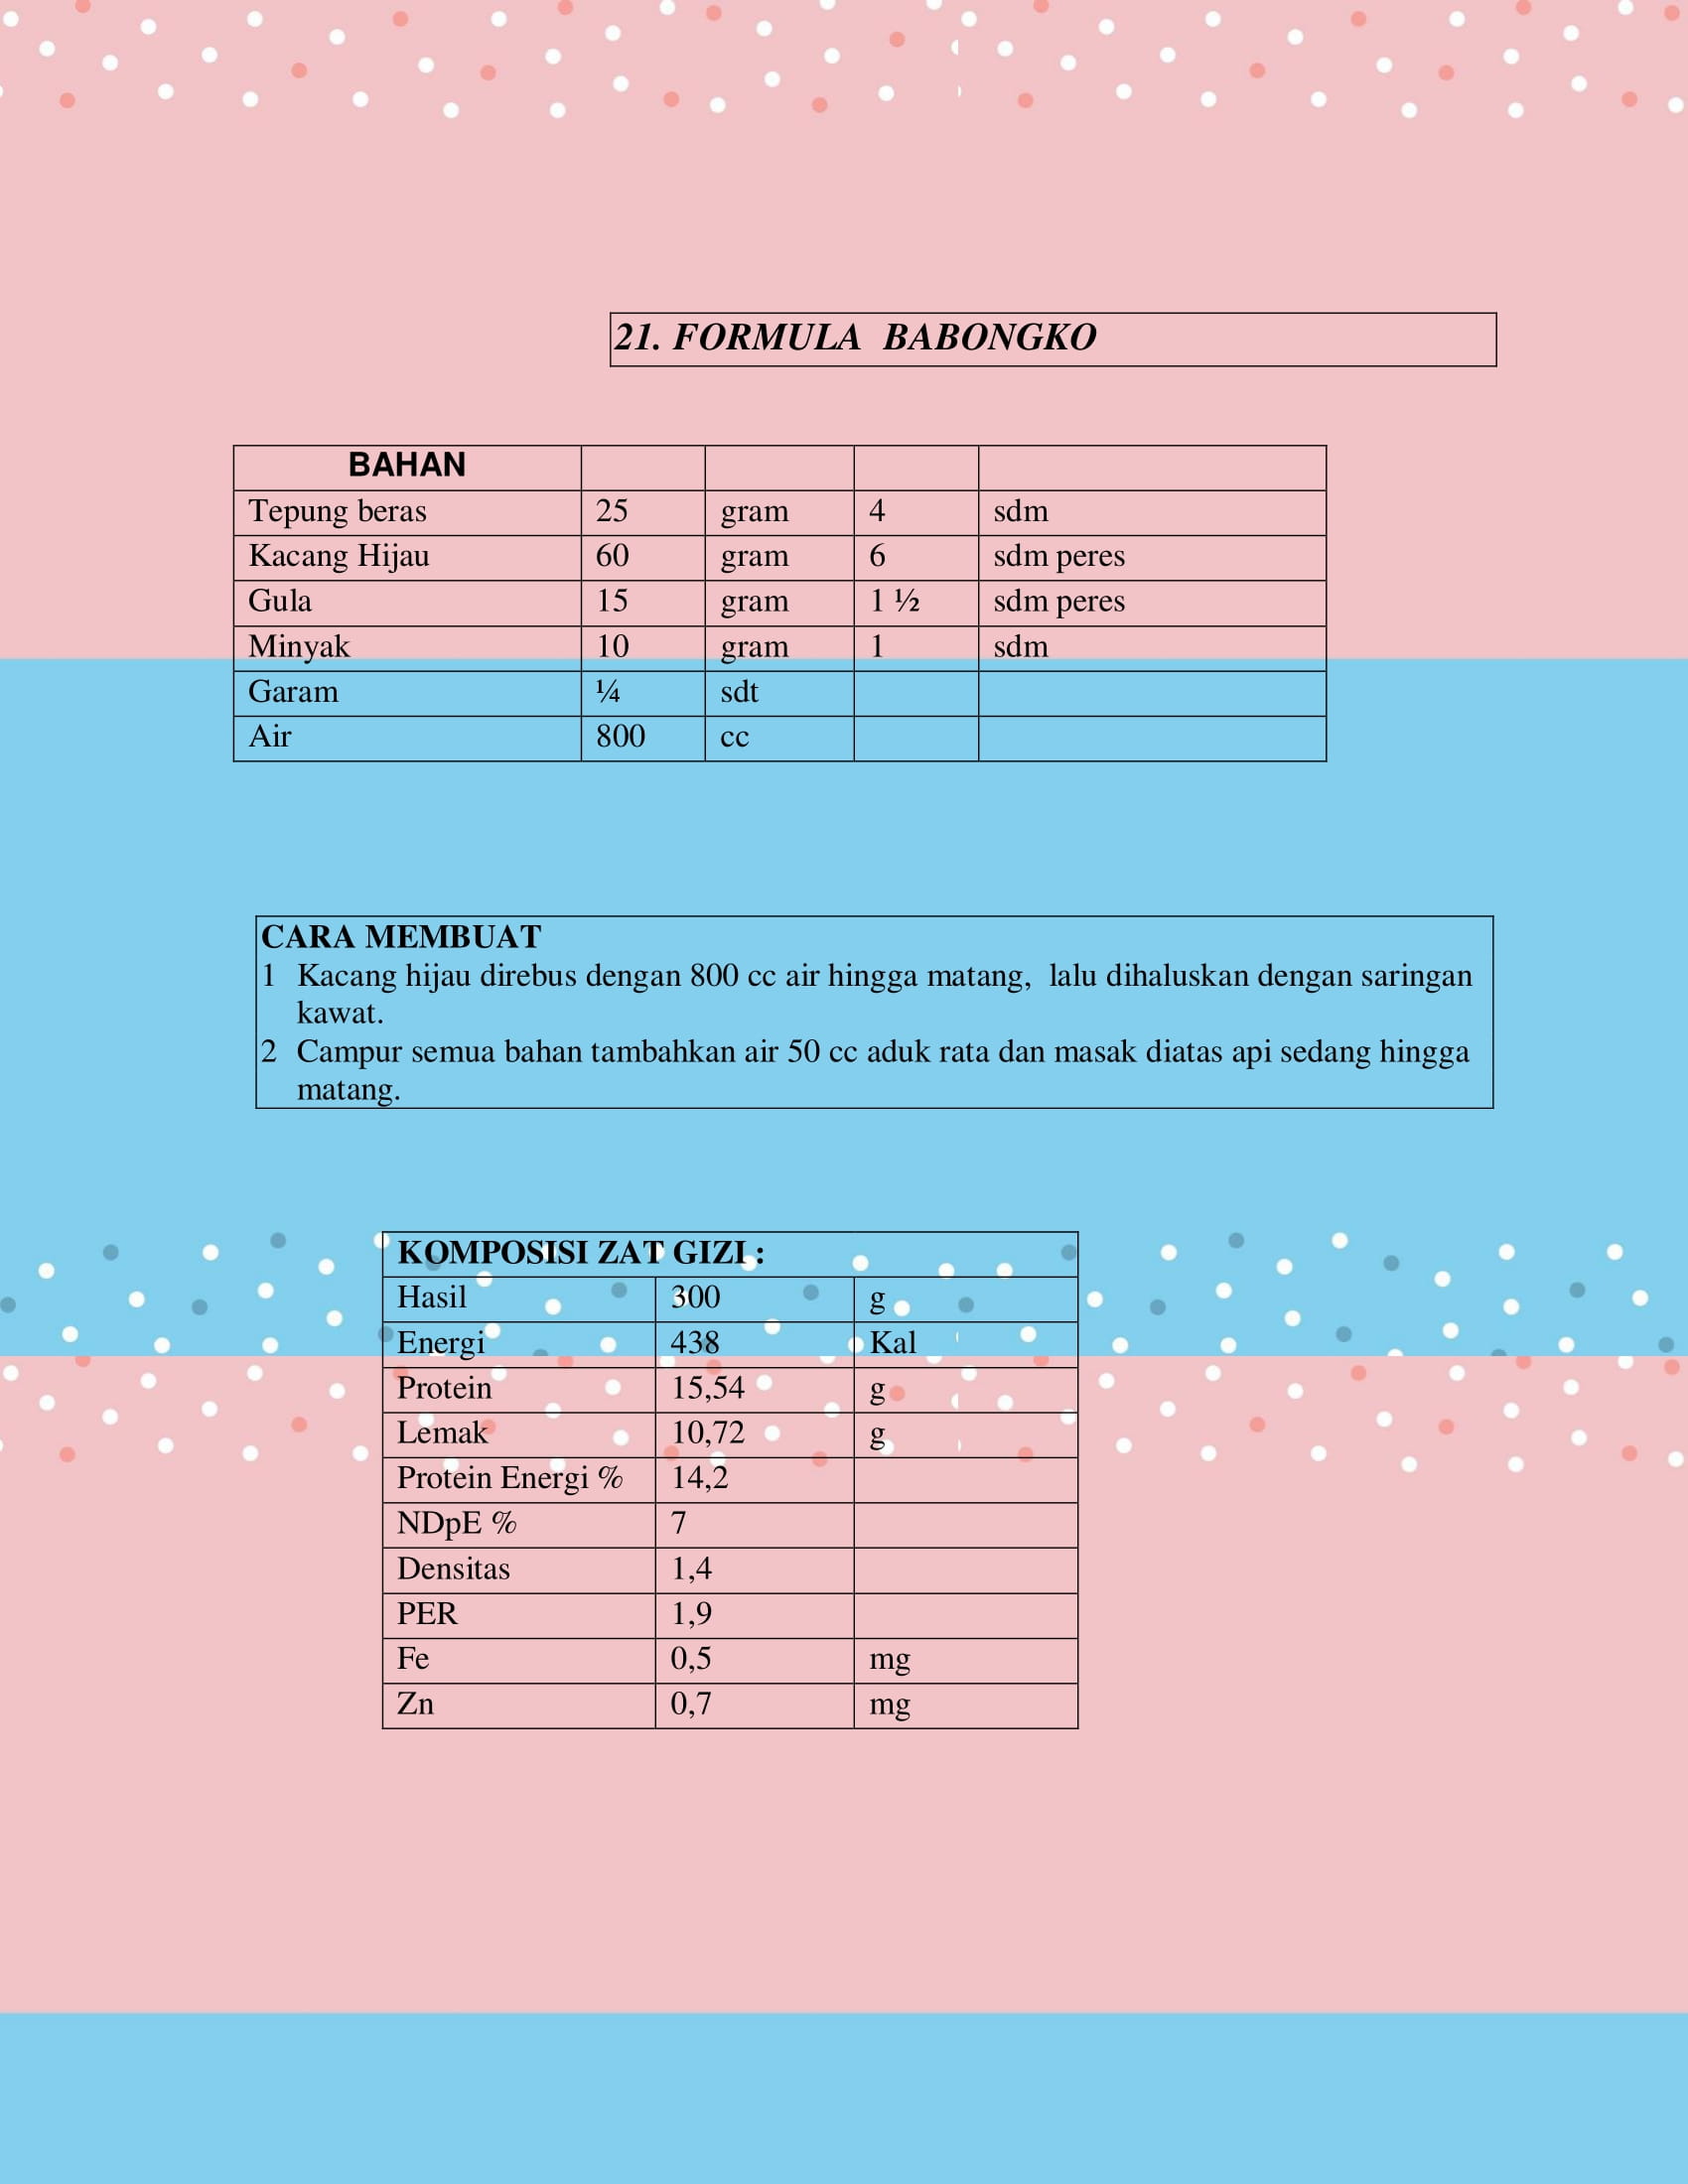 21. FORMULA BABONGKO
BAHAN
Tepung beras 25 gram 4 sdm
Kacang Hijau 60 gram 6 sdm peres
Gula 15 gram 1 ½ sdm peres
Minyak 10 gram 1 sdm
Garam ¼ sdt
Air 800 cc
CARA MEMBUAT
1 Kacang hijau direbus dengan 800 cc air hingga matang, lalu dihaluskan dengan saringan
kawat.
2 Campur semua bahan tambahkan air 50 cc aduk rata dan masak diatas api sedang hingga
matang.
KOMPOSISI ZAT GIZI :
Hasil 300 g
Energi 438 Kal
Protein 15,54 g
Lemak 10,72 g
Protein Energi % 14,2
NDpE % 7
Densitas 1,4
PER 1,9
Fe 0,5 mg
Zn 0,7 mg